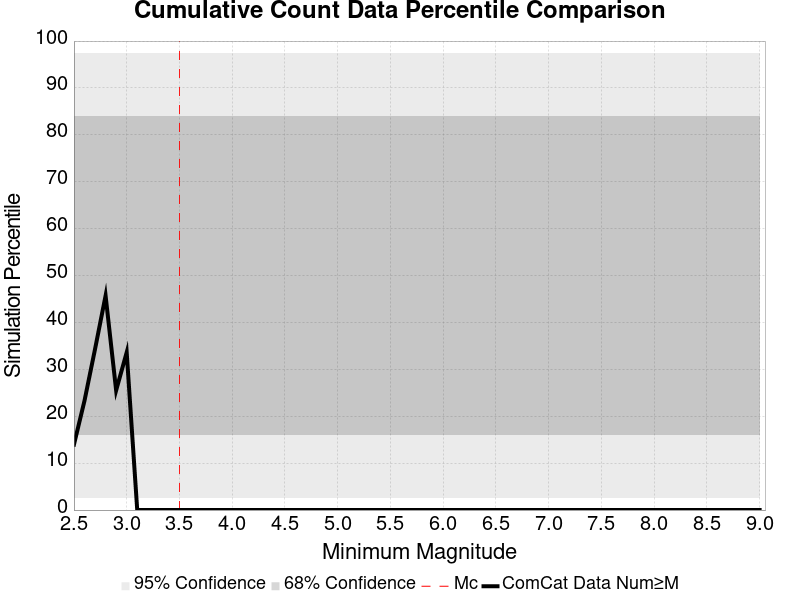 Cumulative Count Data Percentile Comparison
100
90
80
70
60
50
40
30
20
10
0
Simulation Percentile
2.5 3.0 3.5 4.0 4.5 5.0 5.5 6.0 6.5 7.0 7.5 8.0 8.5 9.0
Minimum Magnitude
95% Confidence 68% Confidence Mc ComCat Data Num≥M